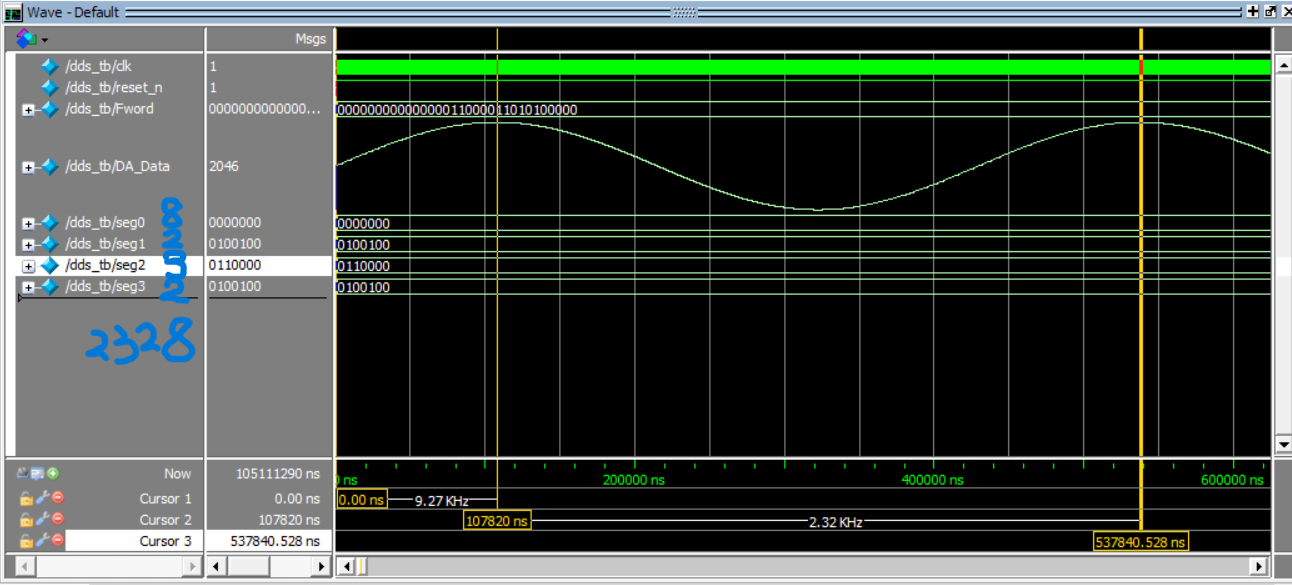 Wave - Default
Msgs
/dds_tb/clk 1
/dds_tb/reset_n 1
/dds_tb/Fword 0000000000000... 00000000000000001100001101010​0000
/dds_tb/DA_Data 2046
/dds_tb/seg0 8 0000000 0000000
/dds_tb/seg1 2 0100100 0100100
/dds_tb/seg2 3 0110000 0110000
/dds_tb/seg3 2 0100100 0100100
2328
Now 105111290 ns 0 ns 200000 ns 400000 ns 600000 ns
Cursor 1 0.00 ns 0.00 ns 9.27 KHz
Cursor 2 107820 ns 107820 ns 2.32 KHz
Cursor 3 537840.528 ns 537840.528 ns